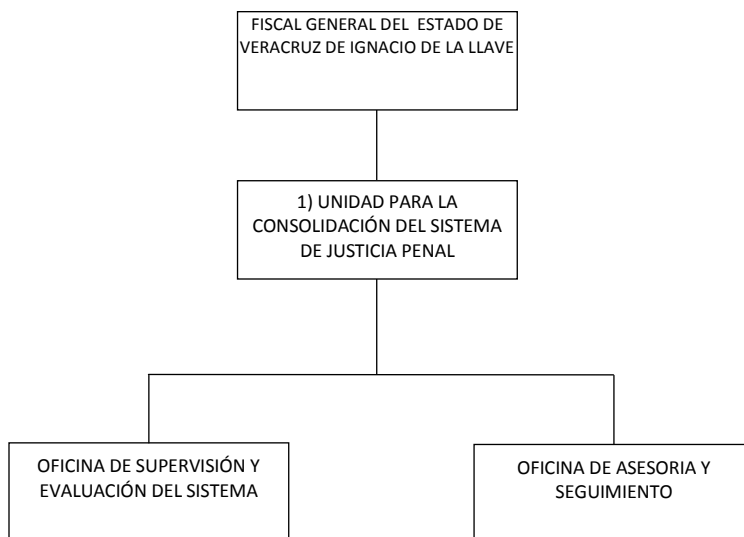 FISCAL GENERAL DEL ESTADO DE
VERACRUZ DE IGNACIO DE LA LLAVE
1) UNIDAD PARA LA
CONSOLIDACIÓN DEL SISTEMA
DE JUSTICIA PENAL
OFICINA DE SUPERVISIÓN Y
EVALUACIÓN DEL SISTEMA
OFICINA DE ASESORIA Y
SEGUIMIENTO